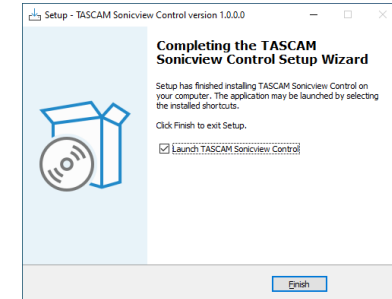 Setup - TASCAM Sonicview Control version 1.0.0.0
Completing the TASCAM
Sonicview Control Setup Wizard
Setup has finished installing TASCAM Sonicview Control on
your computer. The application may be launched by selecting
the installed shortcuts.
Click Finish to exit Setup.
Launch TASCAM Sonicview Control
Finish